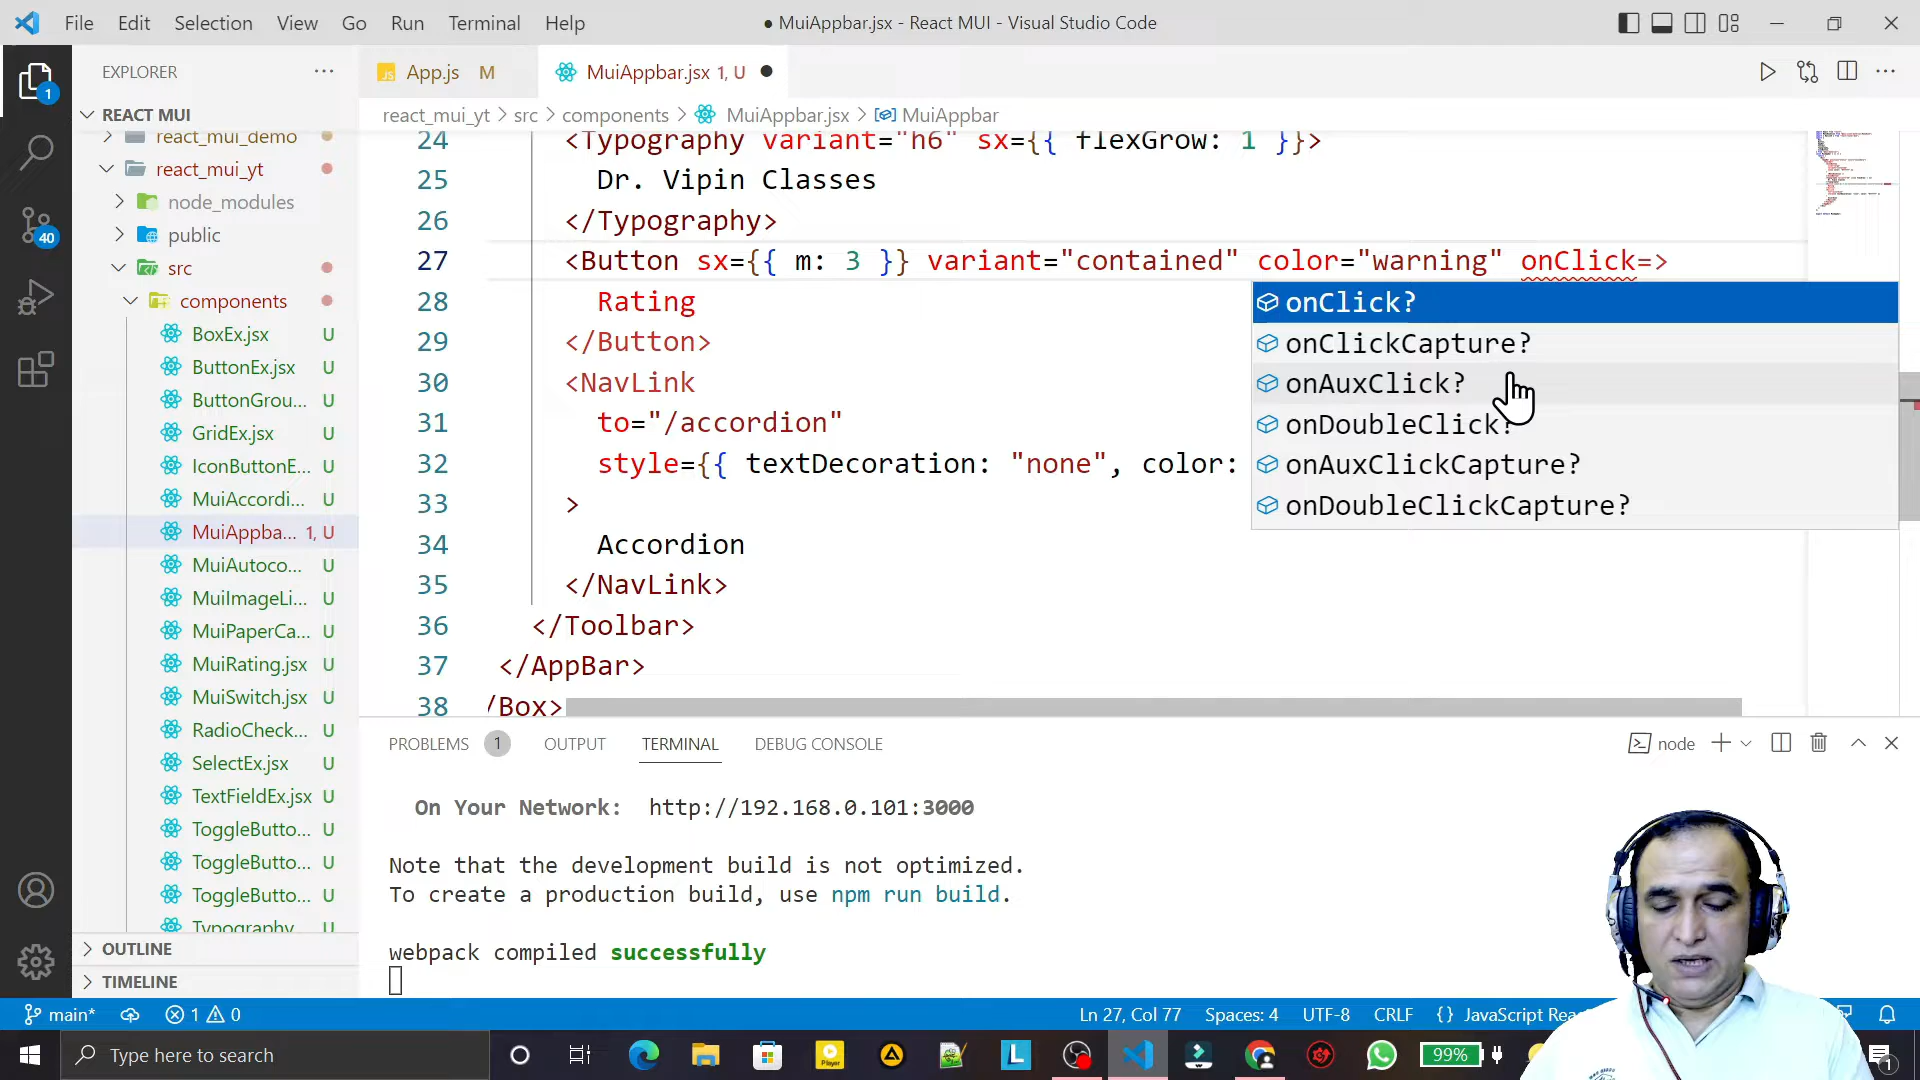 File Edit Selection View Go Run Terminal Help
● MuiAppbar.jsx - React MUI - Visual Studio Code
EXPLORER
REACT MUI
react_mui_demo
react_mui_yt
node_modules
public
src
components
BoxEx.jsx U
ButtonEx.jsx U
ButtonGrou... U
GridEx.jsx U
IconButtonE... U
MuiAccordi... U
MuiAppba... 1, U
MuiAutoco... U
MuiImageLi... U
MuiPaperCa... U
MuiRating.jsx U
MuiSwitch.jsx U
RadioCheck... U
SelectEx.jsx U
TextFieldEx.jsx U
ToggleButto... U
ToggleButto... U
ToggleButto... U
Typography U
OUTLINE
TIMELINE
1
40
JS App.js M
MuiAppbar.jsx 1, U ●
react_mui_yt > src > components > MuiAppbar.jsx > MuiAppbar
24 <Typography variant="h6" sx={{ flexGrow: 1 }}>
25 Dr. Vipin Classes
26 </Typography>
27 <Button sx={{ m: 3 }} variant="contained" color="warning" onClick=>
28 Rating
29 </Button>
30 <NavLink
31 to="/accordion"
32 style={{ textDecoration: "none", color:
33 >
34 Accordion
35 </NavLink>
36 </Toolbar>
37 </AppBar>
38 /Box>
onClick?
onClickCapture?
onAuxClick?
onDoubleClick?
onAuxClickCapture?
onDoubleClickCapture?
PROBLEMS 1 OUTPUT TERMINAL DEBUG CONSOLE
node
On Your Network: http://192.168.0.101:3000
Note that the development build is not optimized.
To create a production build, use npm run build.
webpack compiled successfully
main* 1 0
Ln 27, Col 77 Spaces: 4 UTF-8 CRLF {} JavaScript Rea
Type here to search
Player
L
99%
1